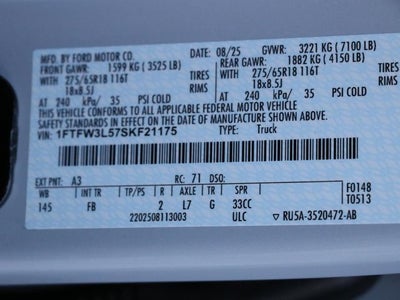 MFD. BY FORD MOTOR CO. DATE: 08/25 GVWR: 3221 KG (7100 LB)
FRONT GAWR: 1599 KG (3525 LB) REAR GAWR: 1882 KG (4150 LB)
275/65R18 116T TIRES 275/65R18 116T TIRES
18x8.5J RIMS 18x8.5J RIMS
AT 240 kPa/ 35 PSI COLD AT 240 kPa/ 35 PSI COLD
THIS VEHICLE CONFORMS TO ALL APPLICABLE FEDERAL MOTOR VEHICLE
SAFETY STANDARDS IN EFFECT ON THE DATE OF MANUFACTURE SHOWN ABOVE.
VIN: 1FTFW3L57SKF21175 TYPE: Truck
EXT PNT: A3 RC: 71 DSO: F0148
WB INT TR TP/PS R AXLE TR SPR T0513
145 FB 2 L7 G 33CC
2202508113003 ULC ▼ RU5A-3520472-AB